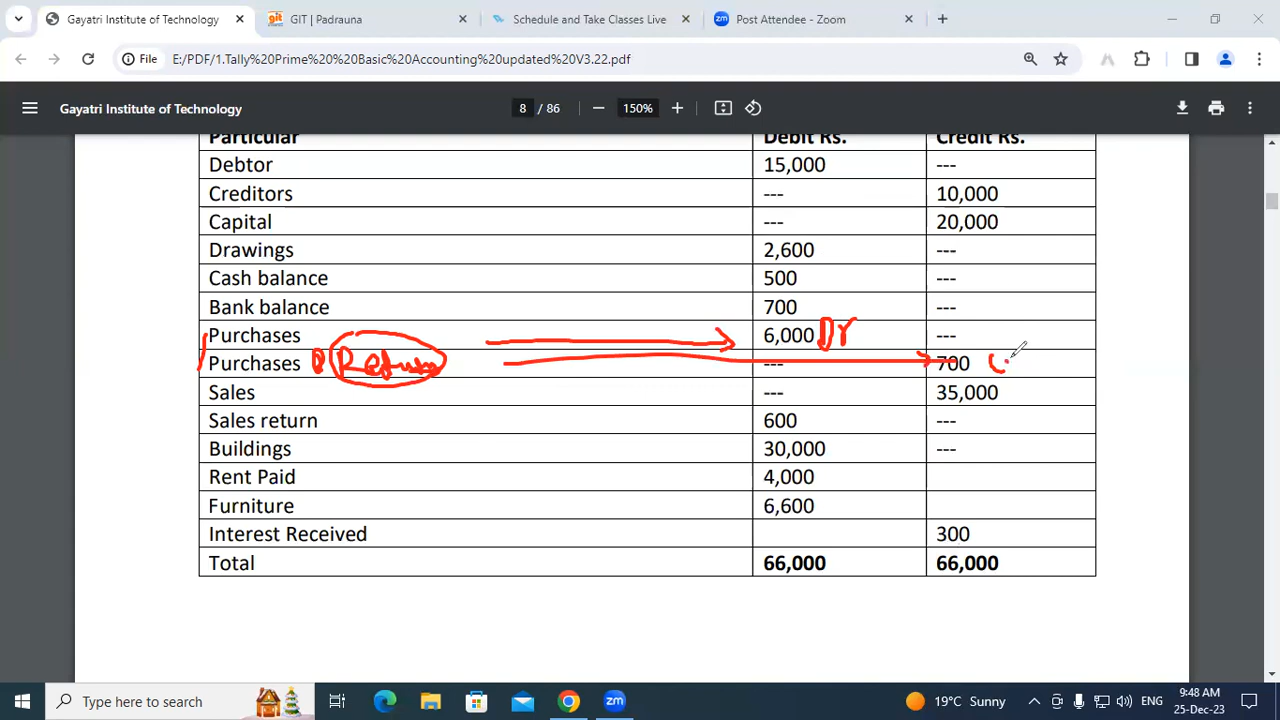 Gayatri Institute of Technology
GIT | Padrauna
Schedule and Take Classes Live
Post Attendee - Zoom
File E:/PDF/1.Tally%20Prime%20%20Basic%20Accounting%20updated%20V3.22.pdf
Gayatri Institute of Technology 8 / 86 150%
Particular Debit Rs. Credit Rs.
Debtor 15,000 ---
Creditors --- 10,000
Capital --- 20,000
Drawings 2,600 ---
Cash balance 500 ---
Bank balance 700 ---
Purchases 6,000 Dr ---
Purchases Return --- 700
Sales --- 35,000
Sales return 600 ---
Buildings 30,000 ---
Rent Paid 4,000
Furniture 6,600
Interest Received 300
Total 66,000 66,000
Type here to search
19°C Sunny
ENG
9:48 AM
25-Dec-23